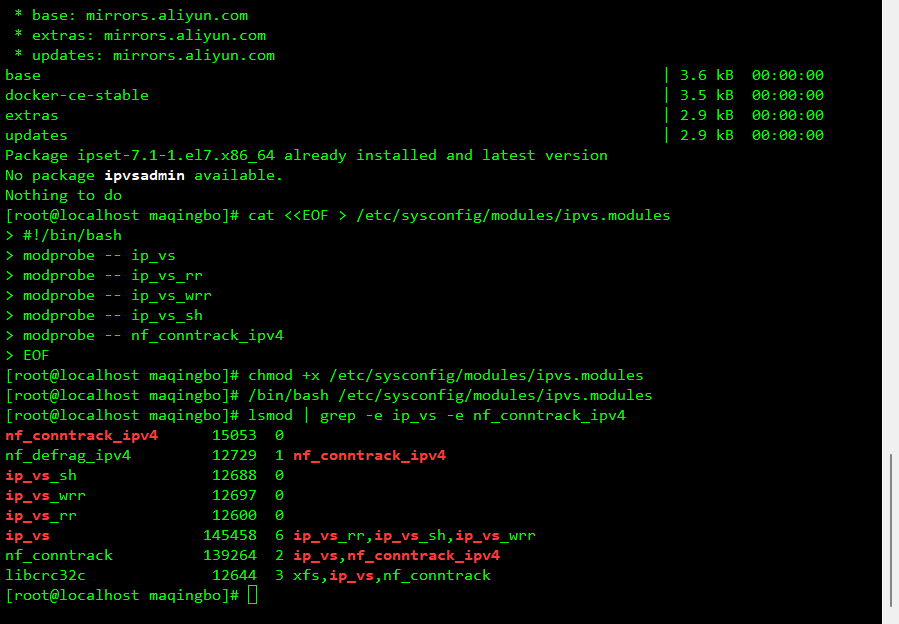 * base: mirrors.aliyun.com
* extras: mirrors.aliyun.com
* updates: mirrors.aliyun.com
base | 3.6 kB 00:00:00
docker-ce-stable | 3.5 kB 00:00:00
extras | 2.9 kB 00:00:00
updates | 2.9 kB 00:00:00
Package ipset-7.1-1.el7.x86_64 already installed and latest version
No package ipvsadmin available.
Nothing to do
[root@localhost maqingbo]# cat <<EOF > /etc/sysconfig/modules/ipvs.modules
> #!/bin/bash
> modprobe -- ip_vs
> modprobe -- ip_vs_rr
> modprobe -- ip_vs_wrr
> modprobe -- ip_vs_sh
> modprobe -- nf_conntrack_ipv4
> EOF
[root@localhost maqingbo]# chmod +x /etc/sysconfig/modules/ipvs.modules
[root@localhost maqingbo]# /bin/bash /etc/sysconfig/modules/ipvs.modules
[root@localhost maqingbo]# lsmod | grep -e ip_vs -e nf_conntrack_ipv4
nf_conntrack_ipv4 15053 0
nf_defrag_ipv4 12729 1 nf_conntrack_ipv4
ip_vs_sh 12688 0
ip_vs_wrr 12697 0
ip_vs_rr 12600 0
ip_vs 145458 6 ip_vs_rr,ip_vs_sh,ip_vs_wrr
nf_conntrack 139264 2 ip_vs,nf_conntrack_ipv4
libcrc32c 12644 3 xfs,ip_vs,nf_conntrack
[root@localhost maqingbo]#